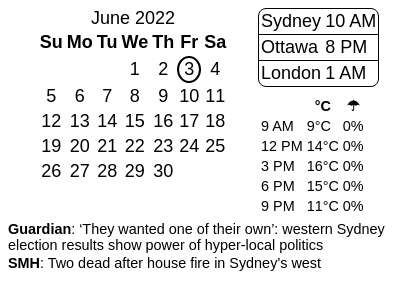 June 2022
Su Mo Tu We Th Fr Sa
1 2 3 4
5 6 7 8 9 10 11
12 13 14 15 16 17 18
19 20 21 22 23 24 25
26 27 28 29 30
Sydney 10 AM
Ottawa 8 PM
London 1 AM
°C ☂
9 AM 9°C 0%
12 PM 14°C 0%
3 PM 16°C 0%
6 PM 15°C 0%
9 PM 11°C 0%
Guardian: ‘They wanted one of their own’: western Sydney
election results show power of hyper-local politics
SMH: Two dead after house fire in Sydney’s west